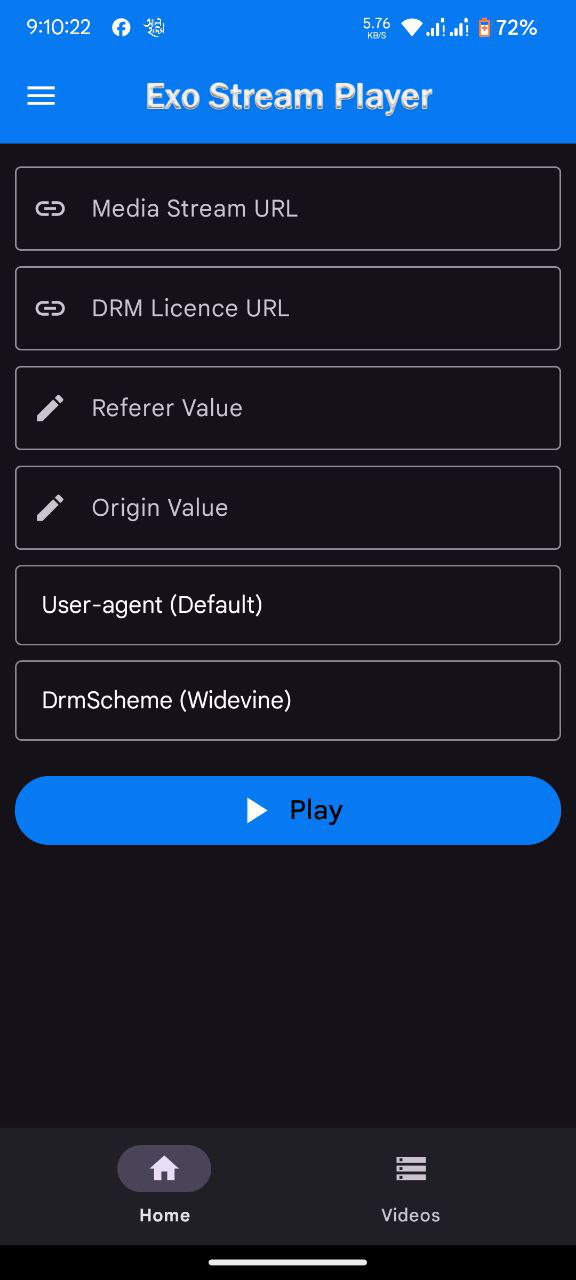 9:10:22
5.76
KB/S
72%
Exo Stream Player
Media Stream URL
DRM Licence URL
Referer Value
Origin Value
User-agent (Default)
DrmScheme (Widevine)
Play
Home
Videos